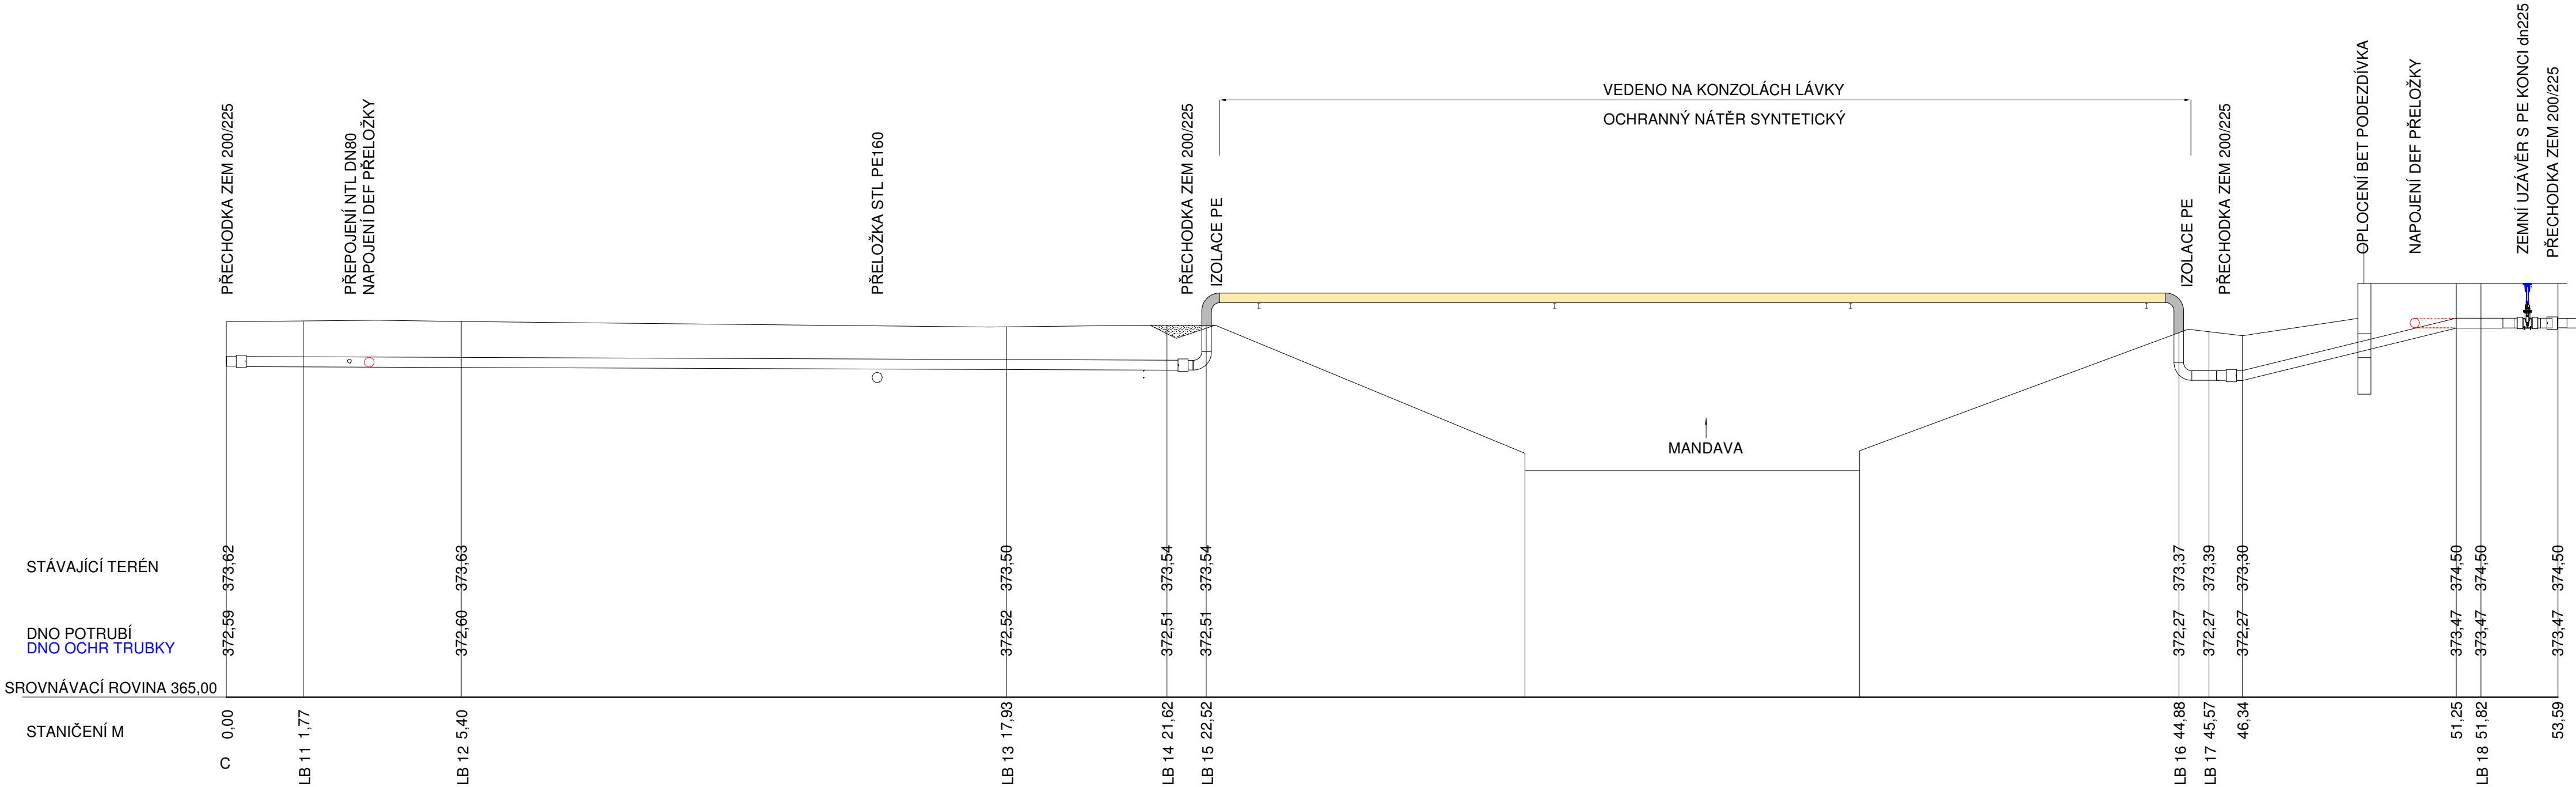 PŘECHODKA ZEM 200/225
PŘEPOJENÍ NTL DN80
NAPOJENÍ DEF PŘELOŽKY
PŘELOŽKA STL PE160
PŘECHODKA ZEM 200/225
IZOLACE PE
VEDENO NA KONZOLÁCH LÁVKY
OCHRANNÝ NÁTĚR SYNTETICKÝ
IZOLACE PE
PŘECHODKA ZEM 200/225
OPLOCENÍ BET PODEZDÍVKA
NAPOJENÍ DEF PŘELOŽKY
ZEMNÍ UZÁVĚR S PE KONCI dn225
PŘECHODKA ZEM 200/225
MANDAVA
STÁVAJÍCÍ TERÉN
373,62
373,63
373,50
373,54
373,54
373,37
373,39
373,30
374,50
374,50
374,50
DNO POTRUBÍ
DNO OCHR TRUBKY
372,59
372,60
372,52
372,51
372,51
372,27
372,27
372,27
373,47
373,47
373,47
SROVNÁVACÍ ROVINA 365,00
STANIČENÍ M
0,00
C
LB 11 1,77
LB 12 5,40
LB 13 17,93
LB 14 21,62
LB 15 22,52
LB 16 44,88
LB 17 45,57
46,34
51,25
LB 18 51,82
53,59